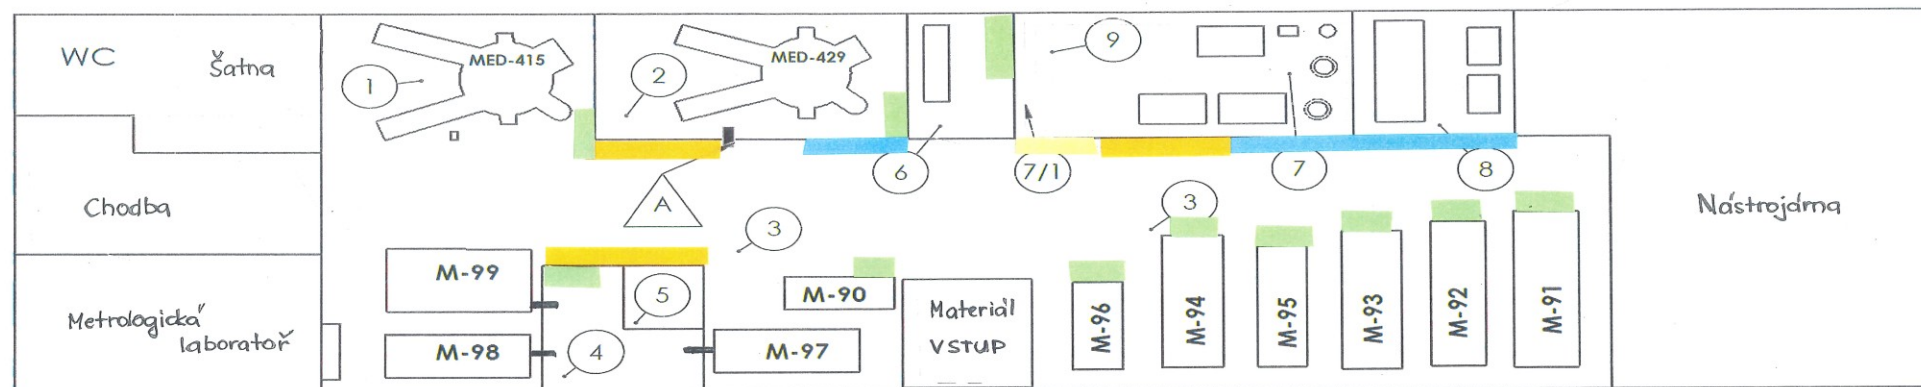 WC
Šatna
Chodba
Metrologická
laboratoř
1
MED-415
2
MED-429
6
9
7/1
7
8
A
3
3
M-99
M-98
5
4
M-90
M-97
Materiál
VSTUP
M-96
M-94
M-95
M-93
M-92
M-91
Nástrojárna